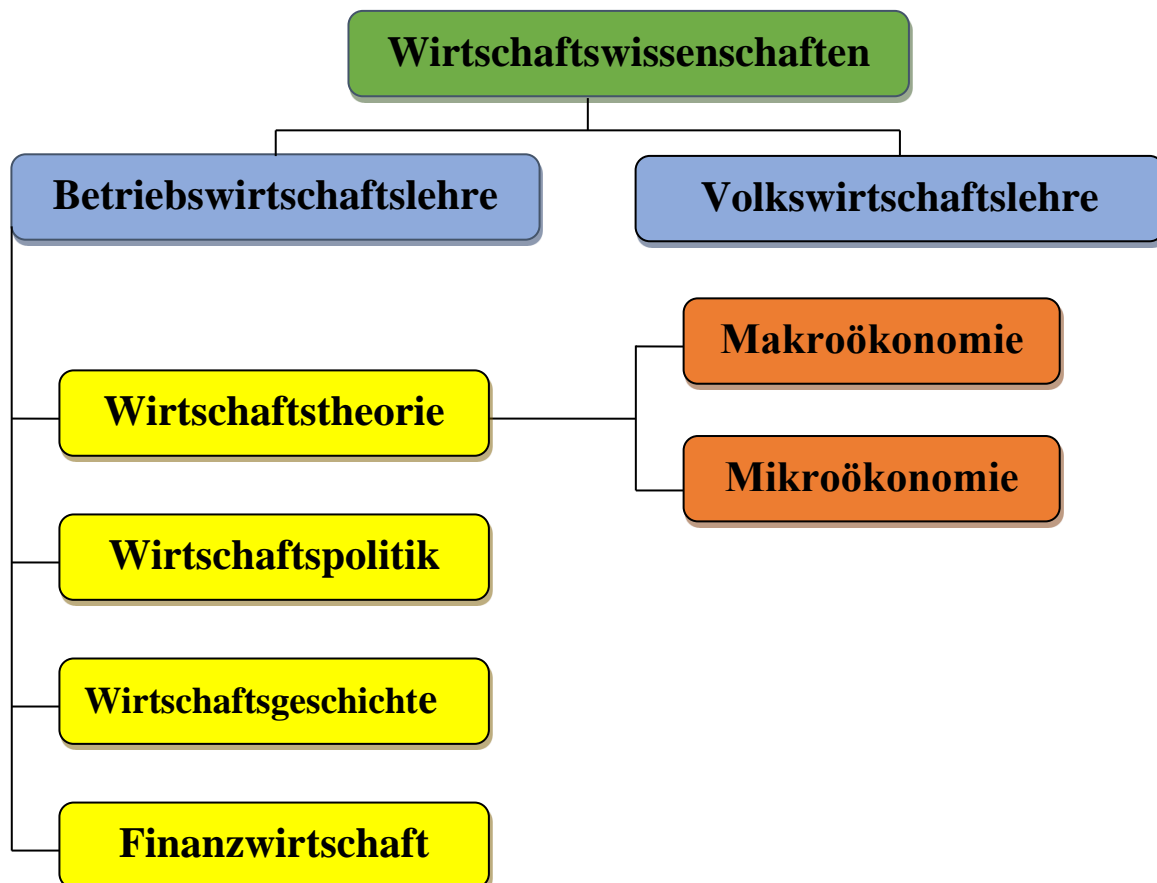 Wirtschaftswissenschaften
Betriebswirtschaftslehre
Volkswirtschaftslehre
Makroökonomie
Wirtschaftstheorie
Mikroökonomie
Wirtschaftspolitik
Wirtschaftsgeschichte
Finanzwirtschaft